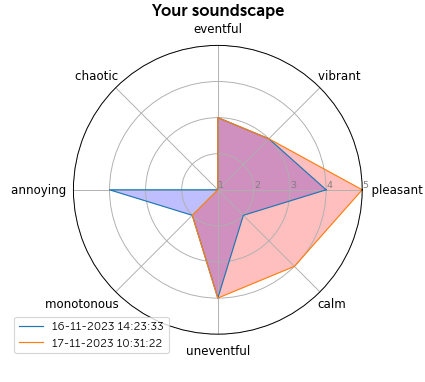 Your soundscape
eventful
chaotic
vibrant
annoying
1 2 3 4 5
pleasant
monotonous
calm
uneventful
16-11-2023 14:23:33
17-11-2023 10:31:22